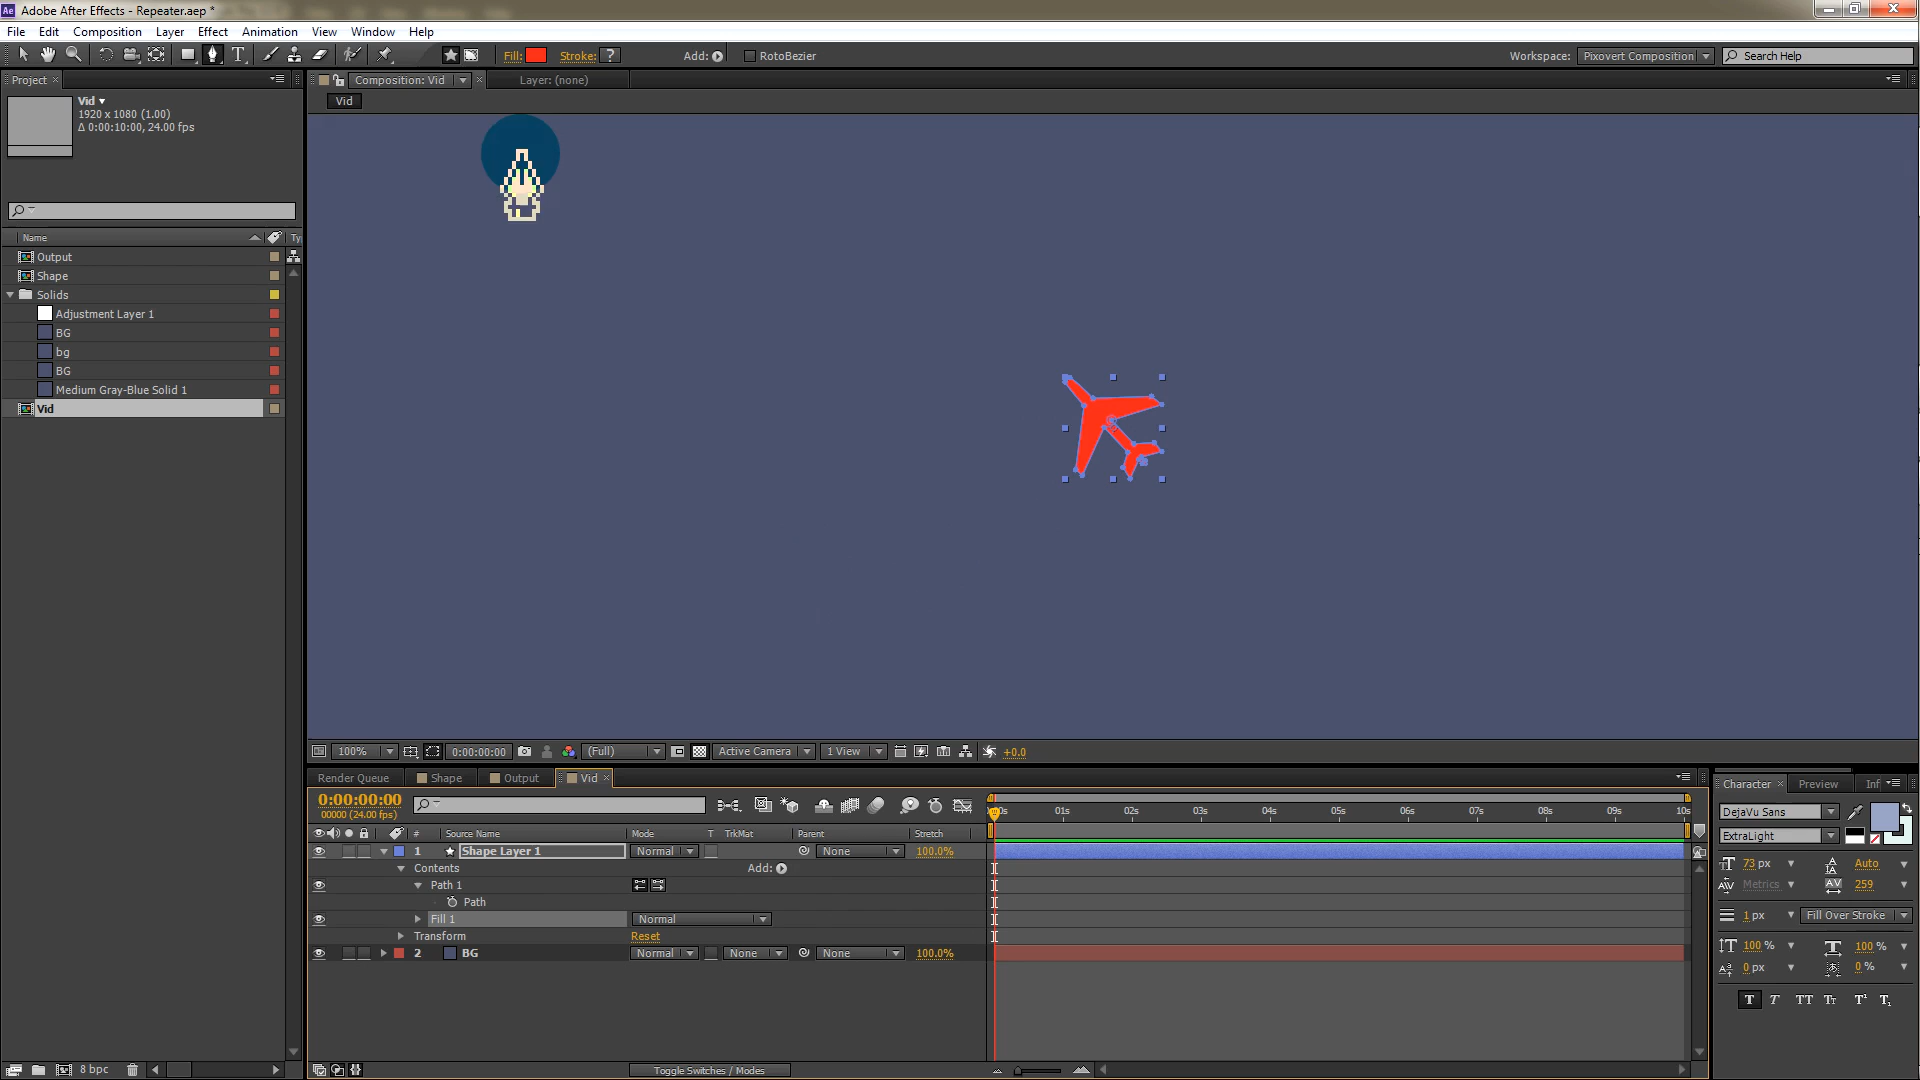 Adobe After Effects - Repeater.aep *
File Edit Composition Layer Effect Animation View Window Help
Fill: Stroke: ? Add: RotoBezier Workspace: Pixovert Composition Search Help
Project Composition: Vid Layer: (none)
Vid
Vid
1920 x 1080 (1.00)
Δ 0:00:10:00, 24.00 fps
Name Ty
Output
Shape
Solids
Adjustment Layer 1
BG
bg
BG
Medium Gray-Blue Solid 1
Vid
100% 0:00:00:00 (Full) Active Camera 1 View +0.0
Render Queue Shape Output Vid
0:00:00:00
00000 (24.00 fps)
01s 02s 03s 04s 05s 06s 07s 08s 09s 10s
# Source Name Mode T TrkMat Parent Stretch
1 Shape Layer 1 Normal None 100.0%
Contents Add:
Path 1
Path
Fill 1 Normal
Transform Reset
2 BG Normal None None 100.0%
8 bpc Toggle Switches / Modes
Character Preview Inf
DejaVu Sans
ExtraLight
73 px Auto
Metrics 259
1 px Fill Over Stroke
100 % 100 %
0 px 0 %
T T TT Tt T¹ T₁